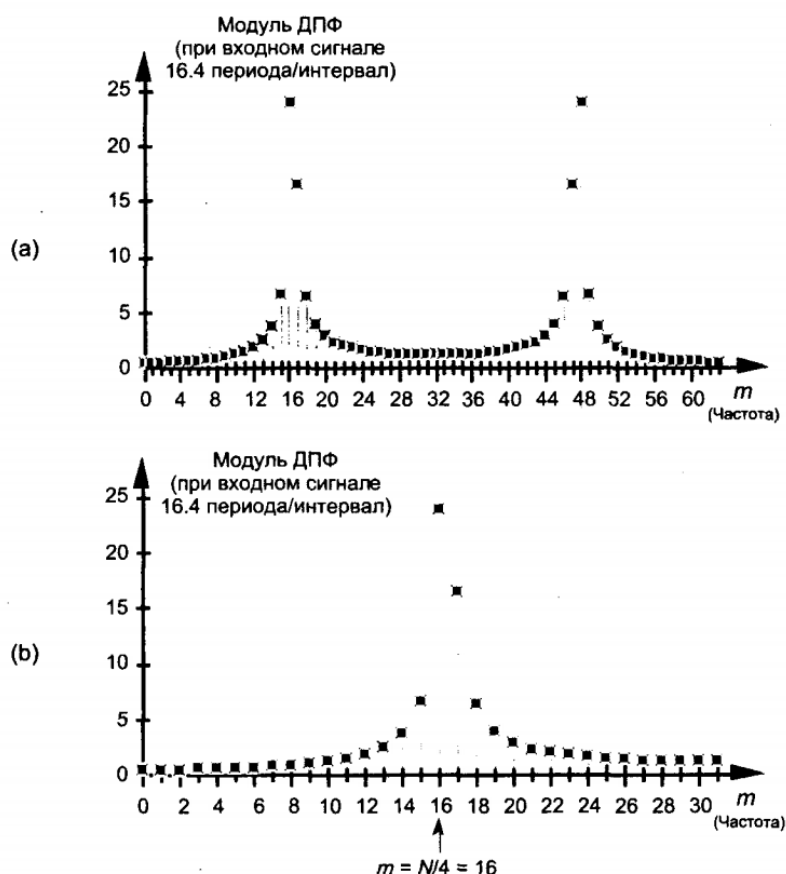 Модуль ДПФ
(при входном сигнале
16.4 периода/интервал)
25
20
15
10
5
0
(a)
0 4 8 12 16 20 24 28 32 36 40 44 48 52 56 60 m
(Частота)
Модуль ДПФ
(при входном сигнале
16.4 периода/интервал)
25
20
15
10
5
0
(b)
0 2 4 6 8 10 12 14 16 18 20 22 24 26 28 30 m
(Частота)
m = N/4 = 16